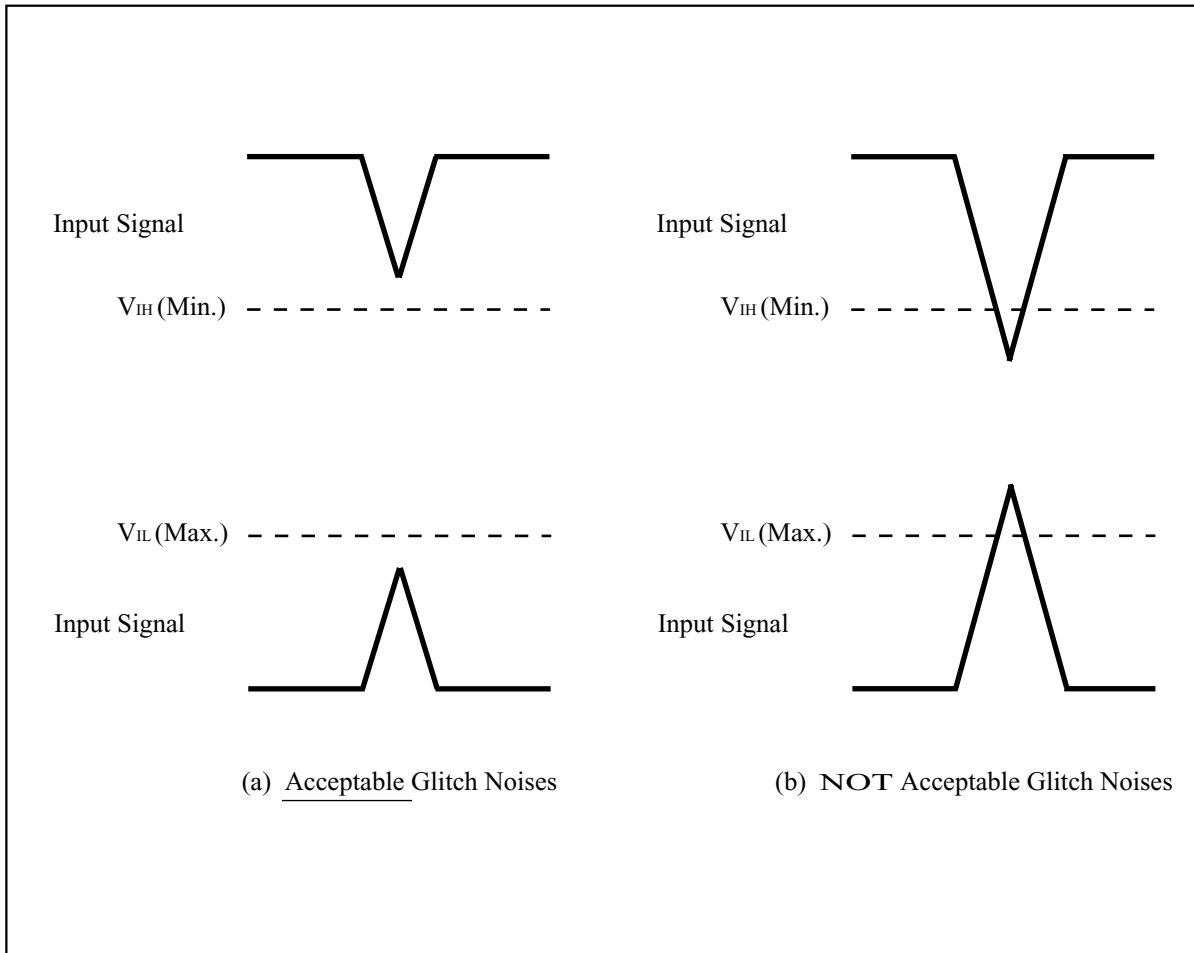 Input Signal
VIH (Min.)
VIL (Max.)
Input Signal
(a) Acceptable Glitch Noises
Input Signal
VIH (Min.)
VIL (Max.)
Input Signal
(b) NOT Acceptable Glitch Noises